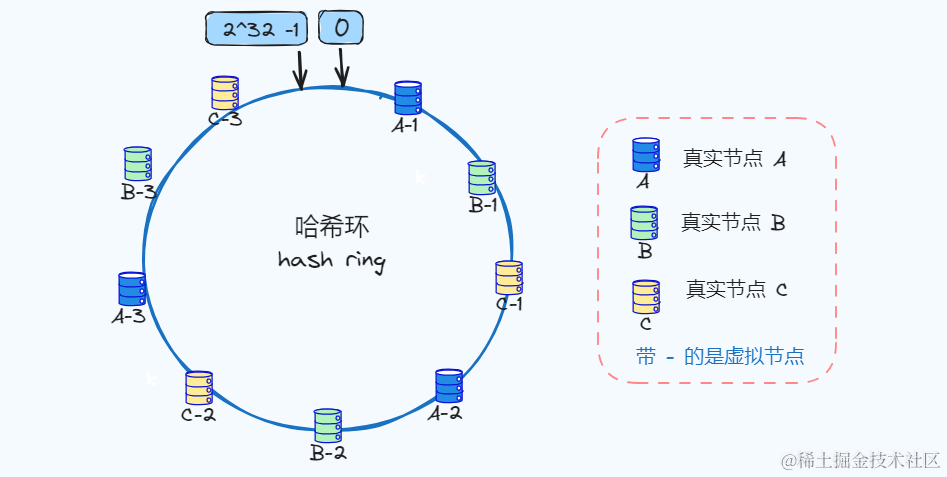 2^32 -1
0
C-3
A-1
B-3
B-1
哈希环
hash ring
C-1
A-3
C-2
A-2
B-2
A
真实节点 A
B
真实节点 B
C
真实节点 C
带 - 的是虚拟节点
@稀土掘金技术社区